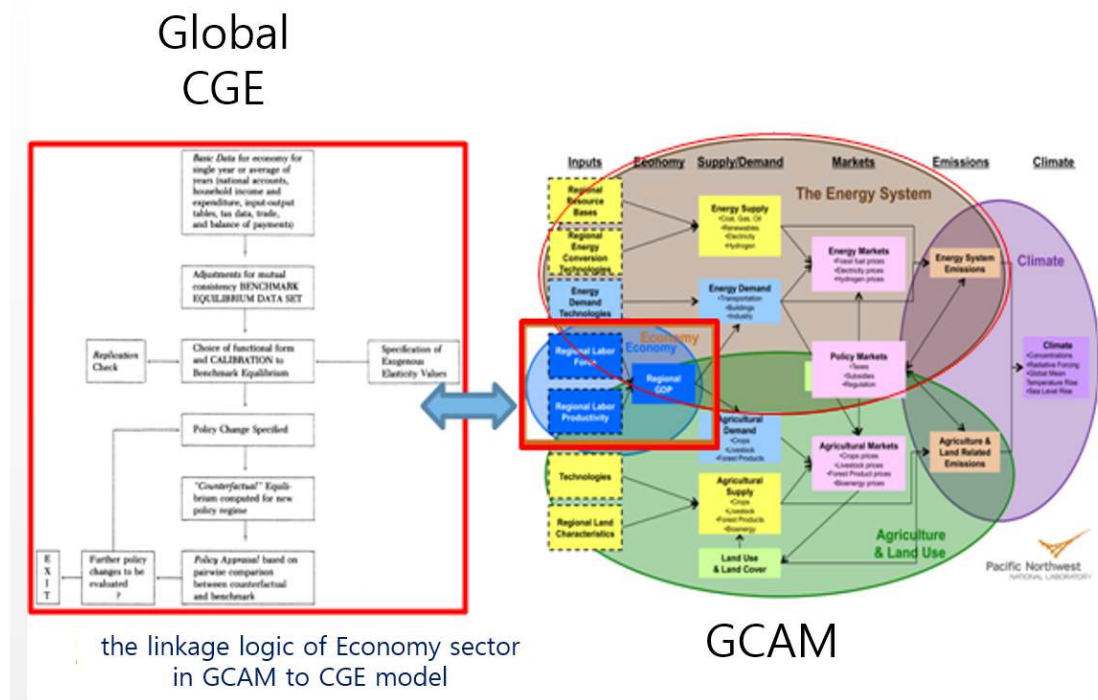 Global
CGE
Basic Data for economy for
single year or average of
years (national accounts,
household income and
expenditure, input-output
tables, tax data, trade,
and balance of payments)
Adjustments for mutual
consistency BENCHMARK
EQUILIBRIUM DATA SET
Replication
Check
Choice of functional form
and CALIBRATION to
Benchmark Equilibrium
Specification of
Exogenous
Elasticity Values
Policy Change Specified
"Counterfactual" Equili-
brium computed for new
policy regime
Policy Appraisal based on
pairwise comparison
between counterfactual
and benchmark
Further policy
changes to be
evaluated
?
E
X
I
T
the linkage logic of Economy sector
in GCAM to CGE model
Inputs
Economy
Supply/Demand
Markets
Emissions
Climate
The Energy System
Regional
Resource
Bases
Regional
Energy
Conversion
Technologies
Energy
Demand
Technologies
Regional Labor
Force
Regional Labor
Productivity
Technologies
Regional Land
Characteristics
Economy
Economy
Regional
GDP
Energy Supply
•Coal, Gas, Oil
•Renewables
•Electricity
•Hydrogen
Energy Demand
•Transportation
•Buildings
•Industry
Agricultural
Demand
•Crops
•Livestock
•Forest Products
Agricultural
Supply
•Crops
•Livestock
•Forest Products
•Bioenergy
Land Use
& Land Cover
Energy Markets
•Fossil fuel prices
•Electricity prices
•Hydrogen prices
Policy Markets
•Taxes
•Subsidies
•Regulation
Agricultural Markets
•Crops prices
•Livestock prices
•Forest Product prices
•Bioenergy prices
Energy System
Emissions
Agriculture &
Land Related
Emissions
Climate
Climate
•Concentrations
•Radiative Forcing
•Global Mean
Temperature Rise
•Sea Level Rise
Agriculture
& Land Use
Pacific Northwest
NATIONAL LABORATORY
GCAM